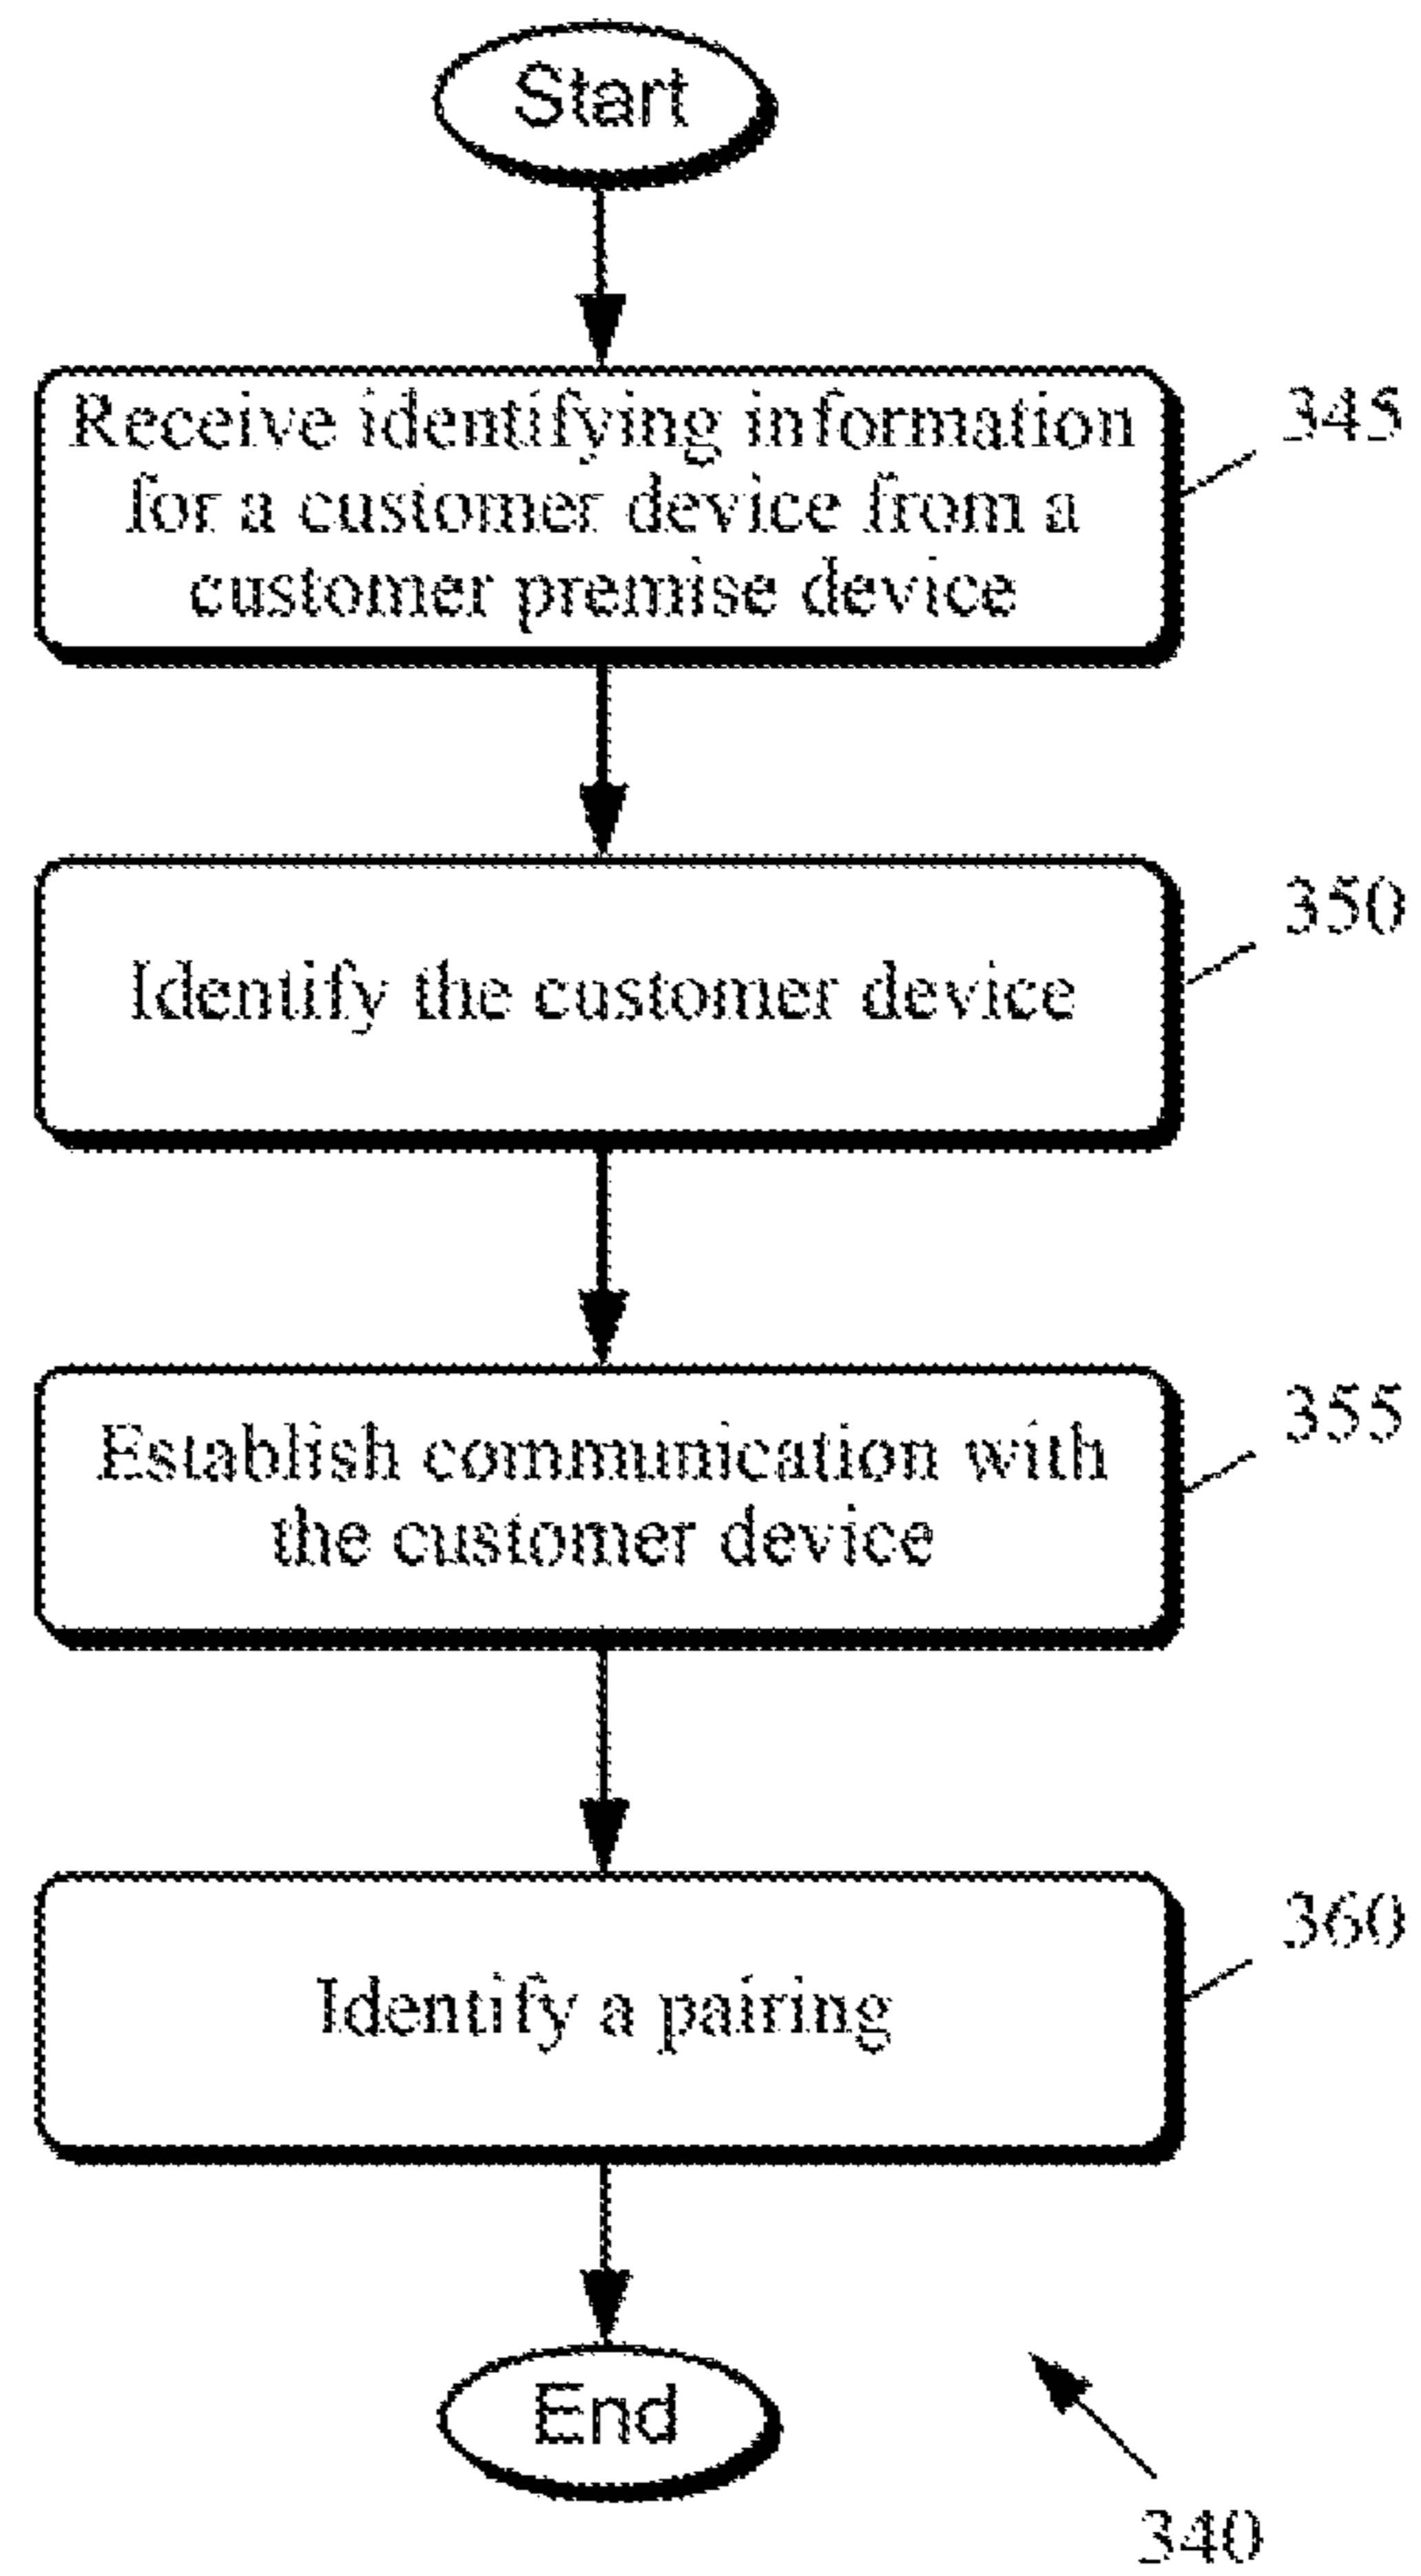 Start
Receive identifying information
for a customer device from a
customer premise device
345
Identify the customer device
350
Establish communication with
the customer device
355
Identify a pairing
360
End
340